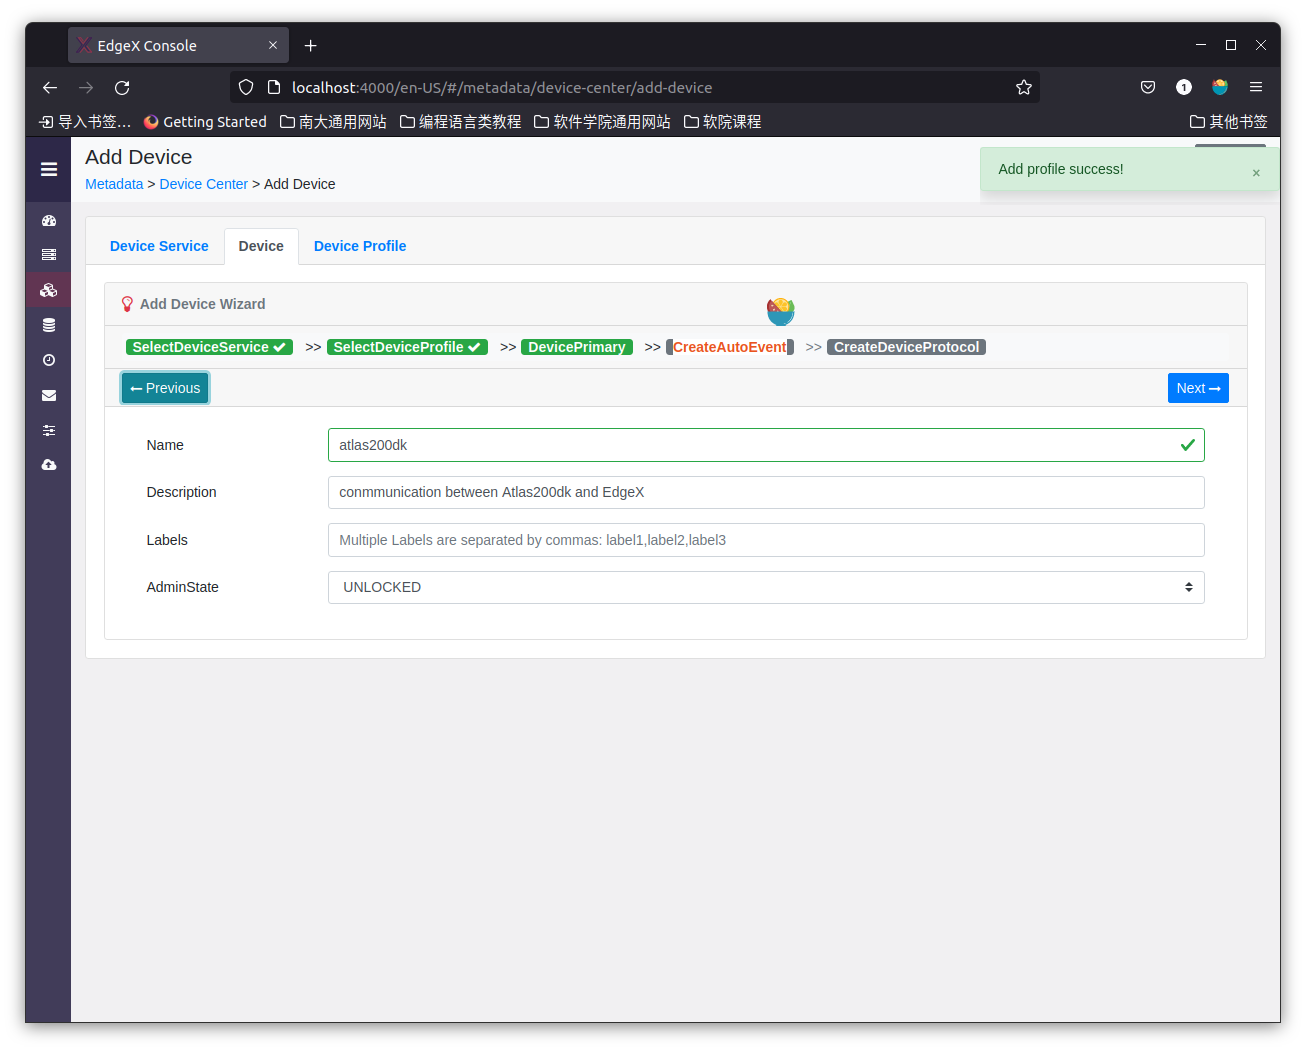 EdgeX Console
localhost:4000/en-US/#/metadata/device-center/add-device
1
导入书签… Getting Started 南大通用网站 编程语言类教程 软件学院通用网站 软院课程 其他书签
Add Device
Metadata > Device Center > Add Device
Add profile success! ×
Device Service Device Device Profile
Add Device Wizard
SelectDeviceService >> SelectDeviceProfile >> DevicePrimary >> CreateAutoEvent >> CreateDeviceProtocol
Previous Next
Name atlas200dk
Description conmmunication between Atlas200dk and EdgeX
Labels Multiple Labels are separated by commas: label1,label2,label3
AdminState UNLOCKED